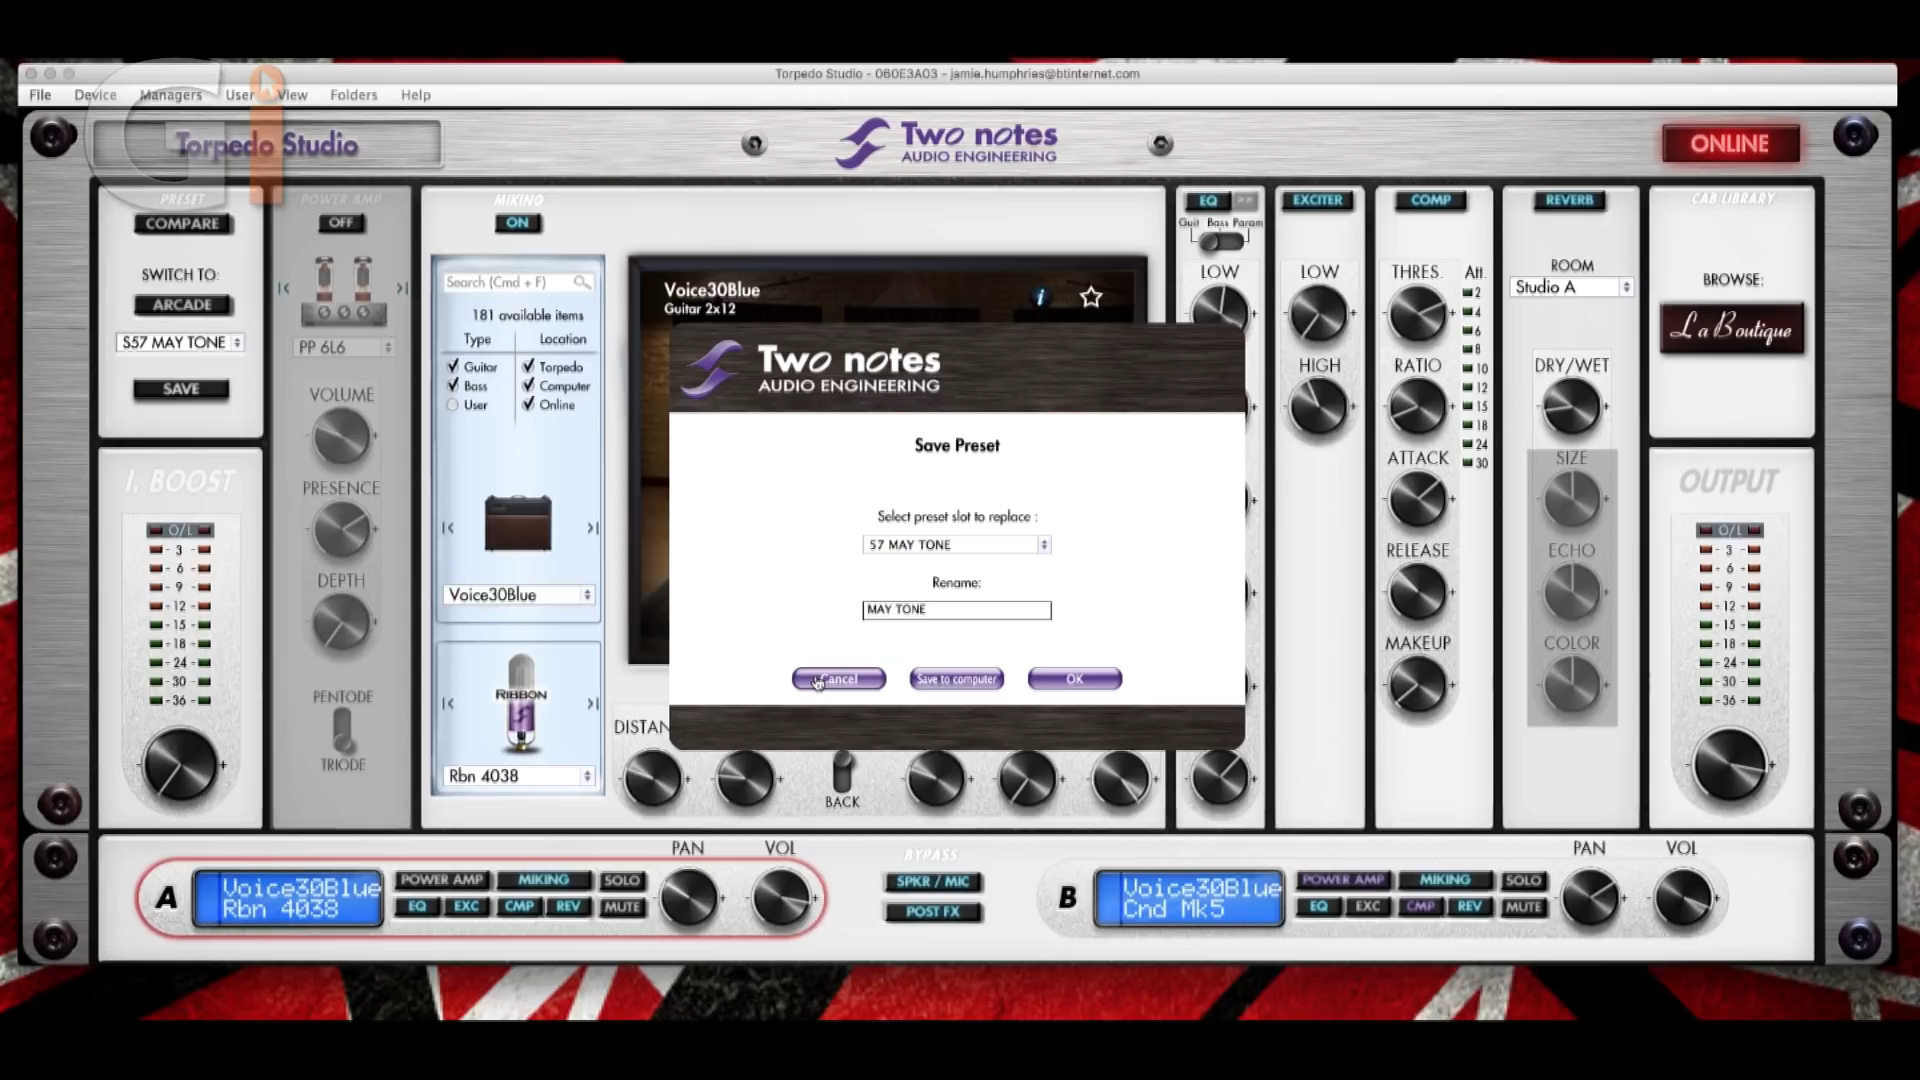 Torpedo Studio - 060E3A03 - jamie.humphries@btinternet.com
File Device Managers User View Folders Help
Gi
Torpedo Studio
Two notes
AUDIO ENGINEERING
ONLINE
PRESET
COMPARE
SWITCH TO:
ARCADE
S57 MAY TONE
SAVE
POWER AMP
OFF
PP 6L6
VOLUME
PRESENCE
DEPTH
PENTODE
TRIODE
I. BOOST
O/L
3
6
9
12
15
18
24
30
36
MIKING
ON
Search (Cmd + F)
181 available items
Type Location
Guitar Torpedo
Bass Computer
User Online
Voice30Blue
RIBBON
Rbn 4038
Voice30Blue
Guitar 2x12
i
Two notes
AUDIO ENGINEERING
Save Preset
Select preset slot to replace :
57 MAY TONE
Rename:
MAY TONE
Cancel Save to computer OK
DISTAN
BACK
EQ >>
Guit Bass Param
LOW
EXCITER
LOW
HIGH
COMP
THRES. Att.
2
4
6
8
10
12
15
18
24
30
RATIO
ATTACK
RELEASE
MAKEUP
REVERB
ROOM
Studio A
DRY/WET
SIZE
ECHO
COLOR
CAB LIBRARY
BROWSE:
La Boutique
OUTPUT
O/L
3
6
9
12
15
18
24
30
36
A
Voice30Blue
Rbn 4038
POWER AMP MIKING SOLO
EQ EXC CMP REV MUTE
PAN VOL
BYPASS
SPKR / MIC
POST FX
B
Voice30Blue
Cnd Mk5
POWER AMP MIKING SOLO
EQ EXC CMP REV MUTE
PAN VOL